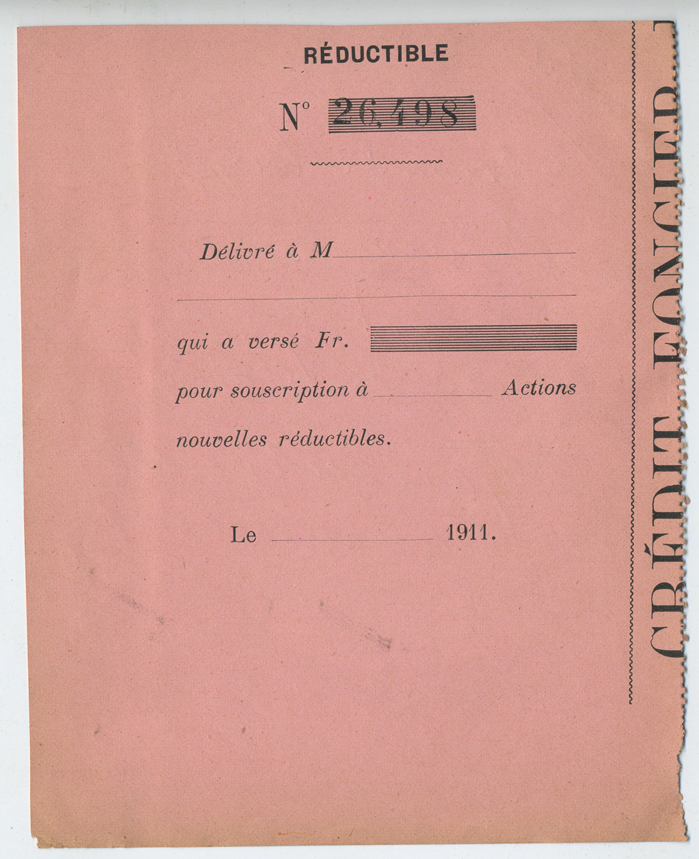 RÉDUCTIBLE
N° 26,498
Délivré à M
qui a versé Fr.
pour souscription à Actions
nouvelles réductibles.
Le 1911.
CRÉDIT FONCIER